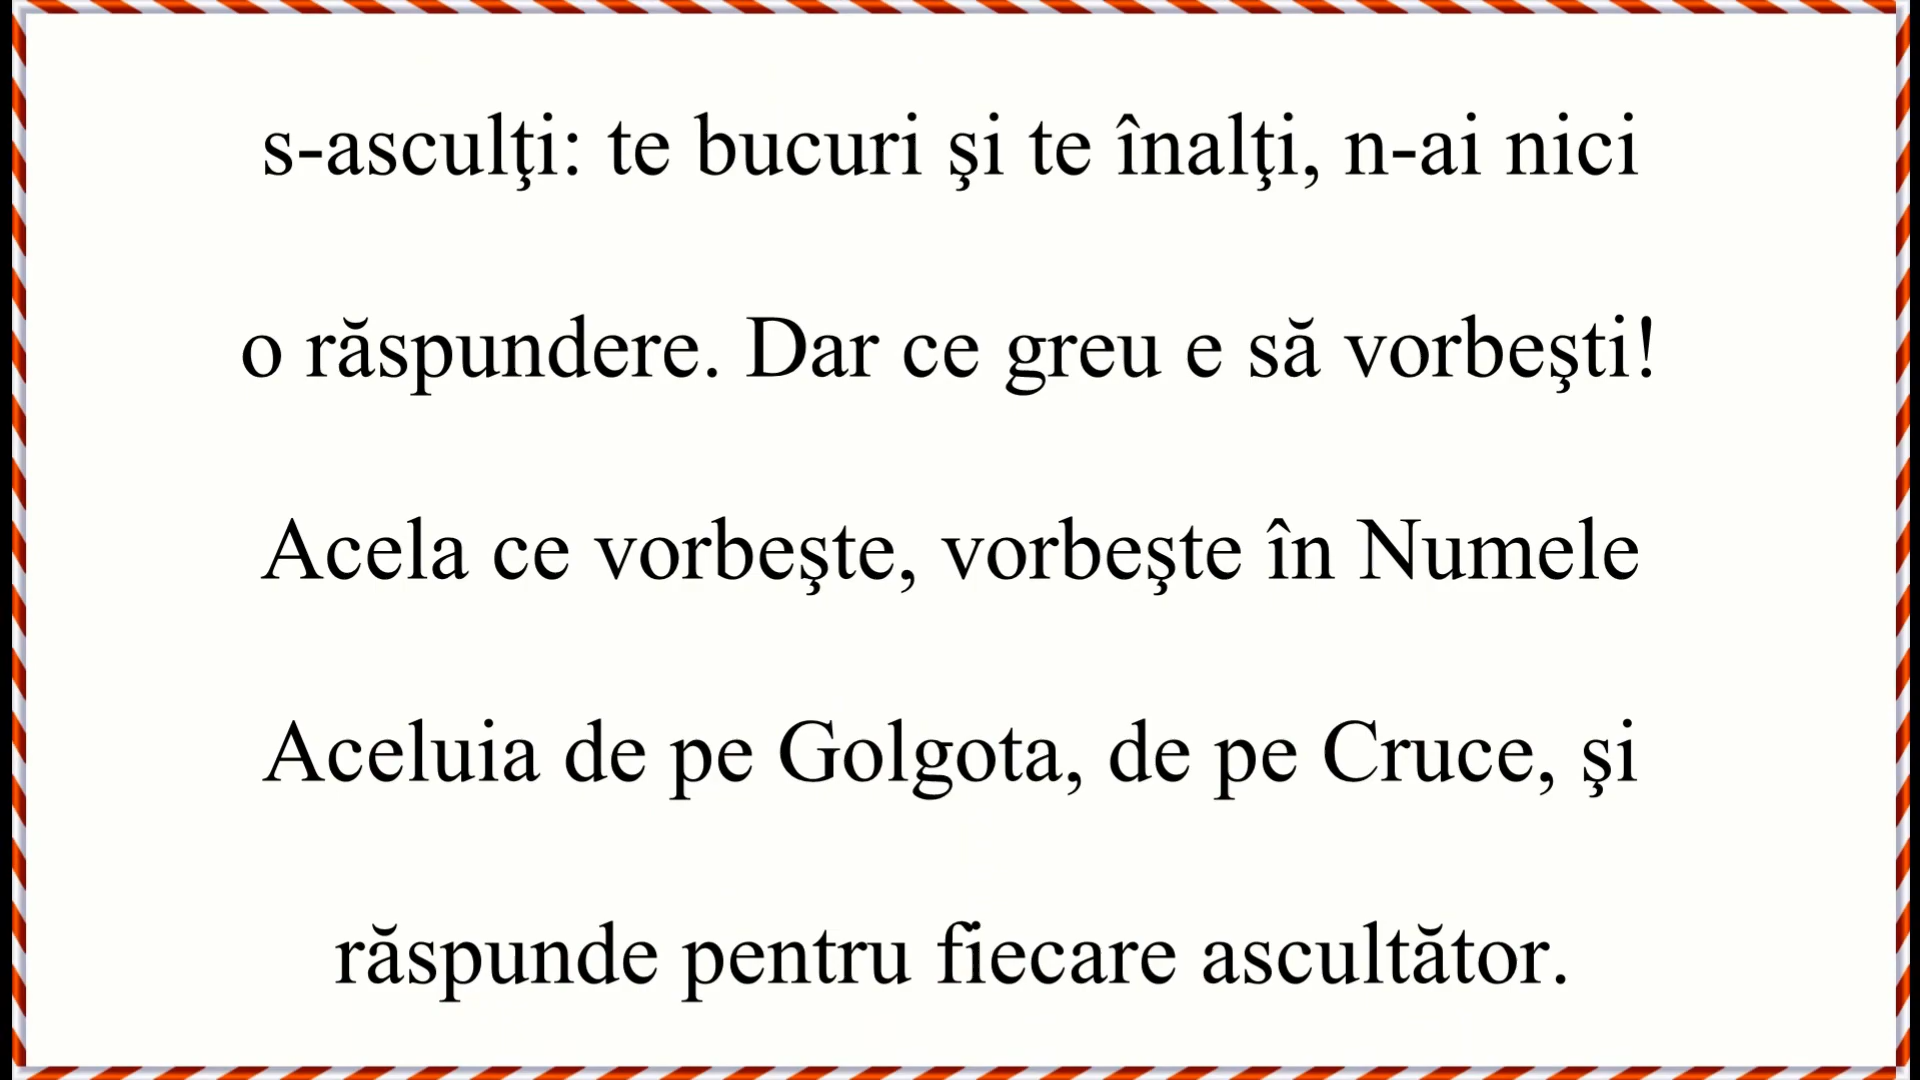 s-asculţi: te bucuri şi te înalţi, n-ai nici
o răspundere. Dar ce greu e să vorbeşti!
Acela ce vorbeşte, vorbeşte în Numele
Aceluia de pe Golgota, de pe Cruce, şi
răspunde pentru fiecare ascultător.